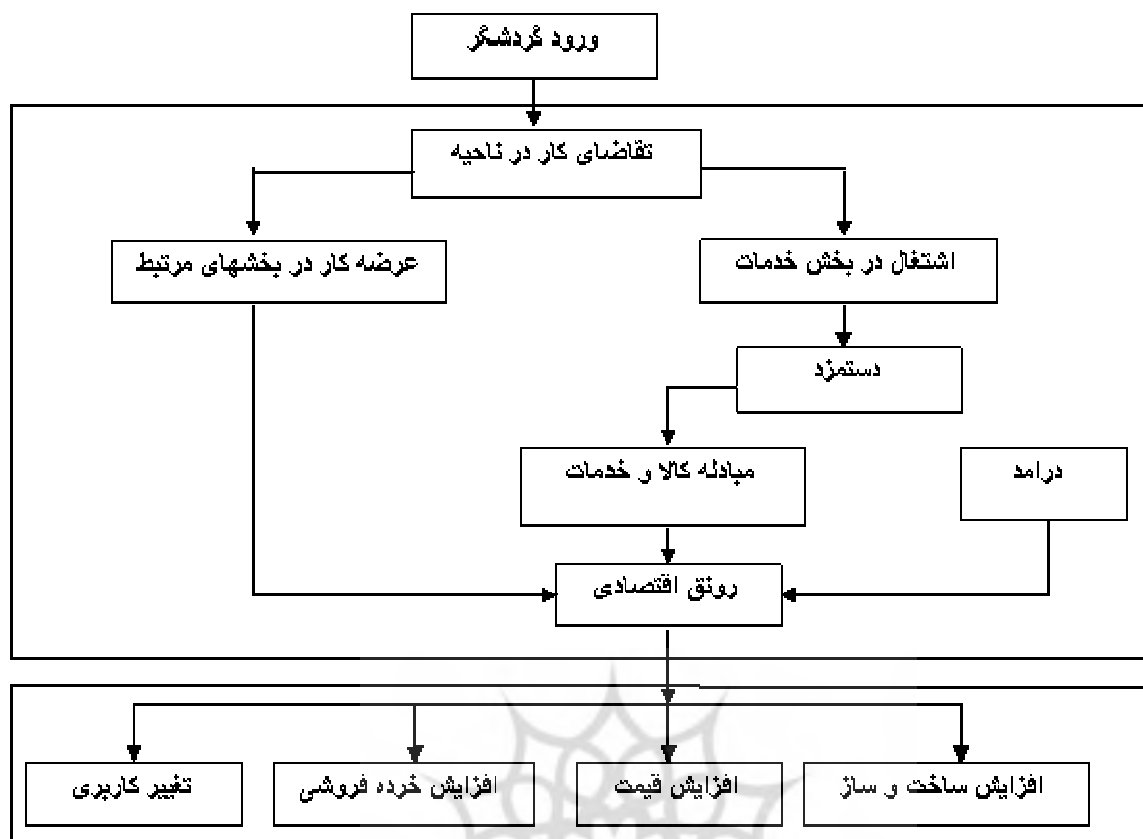 ورود گردشگر
تقاضای کار در ناحیه
اشتغال در بخش خدمات
عرضه کار در بخشهای مرتبط
دستمزد
مبادله کالا و خدمات
درامد
رونق اقتصادی
افزایش ساخت و ساز
افزایش قیمت
افزایش خرده فروشی
تغییر کاربری